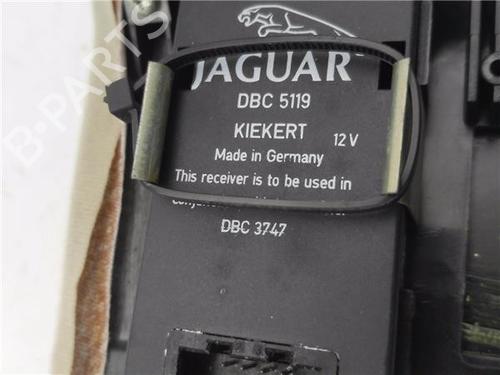 JAGUAR
DBC 5119
KIEKERT 12 V
Made in Germany
This receiver is to be used in
DBC 3747
B-PARTS